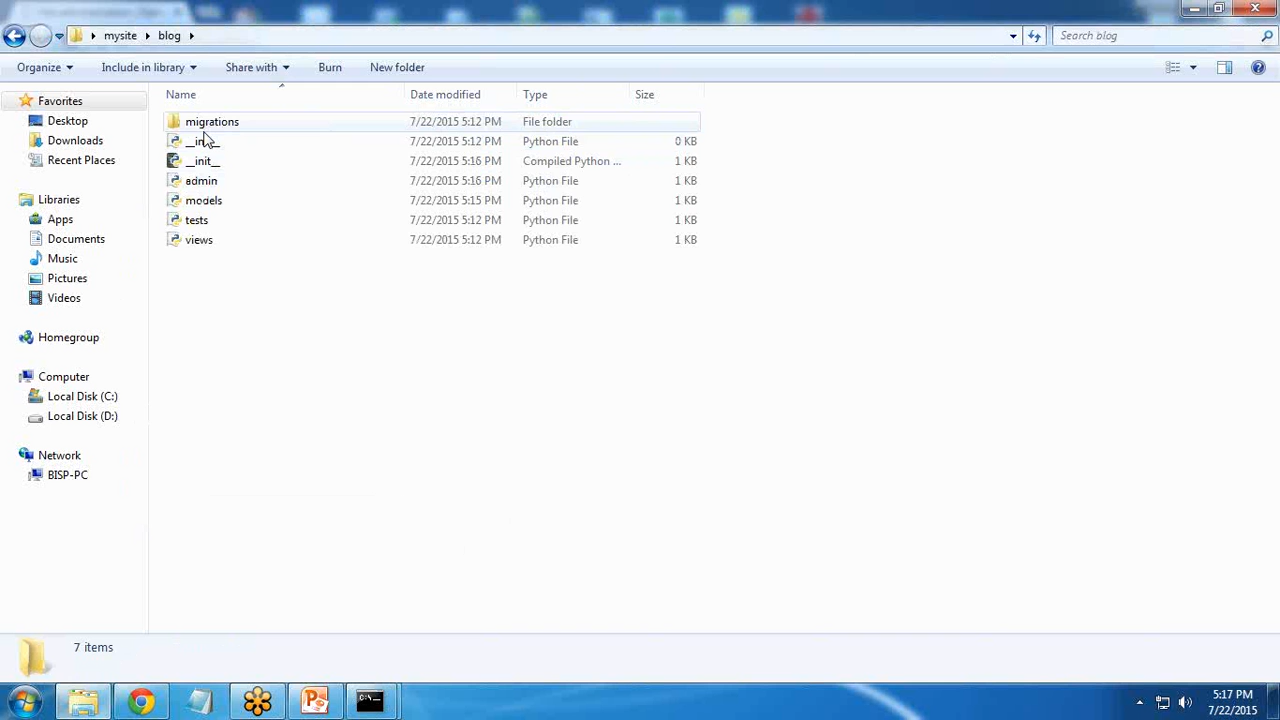 mysite blog
Search blog
Organize Include in library Share with Burn New folder
Name Date modified Type Size
migrations 7/22/2015 5:12 PM File folder
7/22/2015 5:12 PM Python File 0 KB
__init__ 7/22/2015 5:16 PM Compiled Python ... 1 KB
admin 7/22/2015 5:16 PM Python File 1 KB
models 7/22/2015 5:15 PM Python File 1 KB
tests 7/22/2015 5:12 PM Python File 1 KB
views 7/22/2015 5:12 PM Python File 1 KB
Favorites
Desktop
Downloads
Recent Places
Libraries
Apps
Documents
Music
Pictures
Videos
Homegroup
Computer
Local Disk (C:)
Local Disk (D:)
Network
BISP-PC
7 items
5:17 PM
7/22/2015